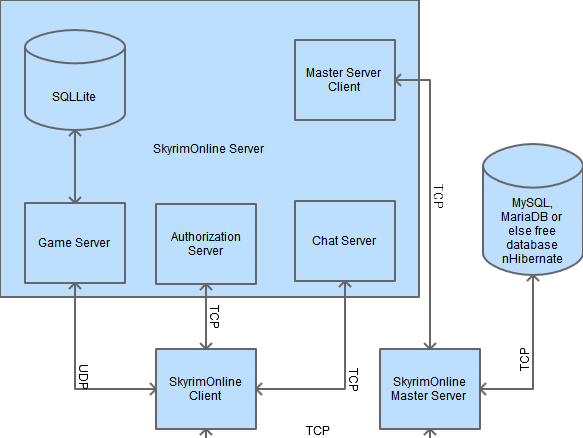 SQLLite
Master Server
Client
SkyrimOnline Server
TCP
MySQL,
MariaDB or
else free
database
nHibernate
Game Server
Authorization
Server
Chat Server
TCP
UDP
TCP
TCP
SkyrimOnline
Client
SkyrimOnline
Master Server
TCP